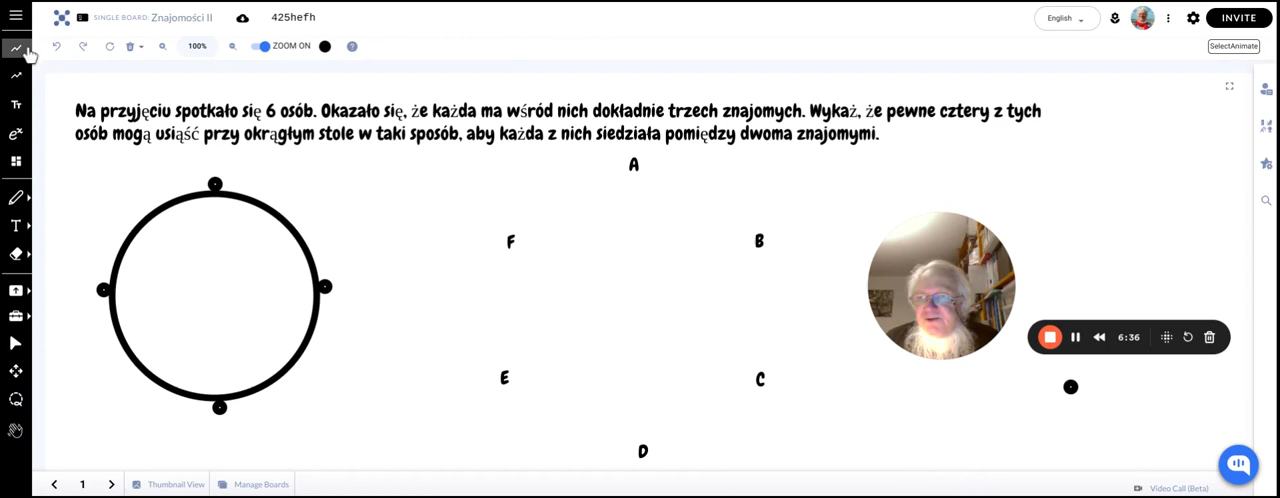 SINGLE BOARD: Znajomości II
425hefh
English
INVITE
100%
ZOOM ON
SelectAnimate
Na przyjęciu spotkało się 6 osób. Okazało się, że każda ma wśród nich dokładnie trzech znajomych. Wykaż, że pewne cztery z tych
osób mogą usiąść przy okrągłym stole w taki sposób, aby każda z nich siedziała pomiędzy dwoma znajomymi.
A
F
B
6:36
E
C
D
1
Thumbnail View
Manage Boards
Video Call (Beta)
Tr
eˣ
T